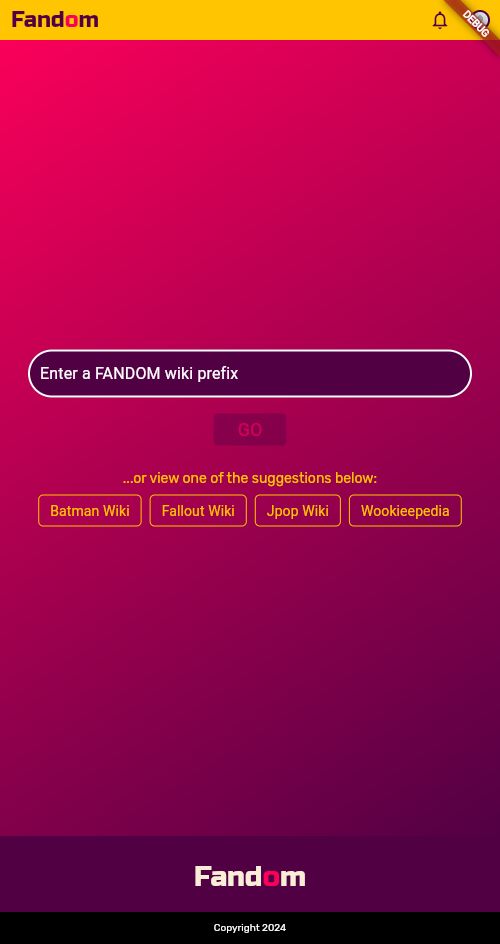 Fandom
DEBUG
Enter a FANDOM wiki prefix
GO
...or view one of the suggestions below:
Batman Wiki Fallout Wiki Jpop Wiki Wookieepedia
Fandom
Copyright 2024